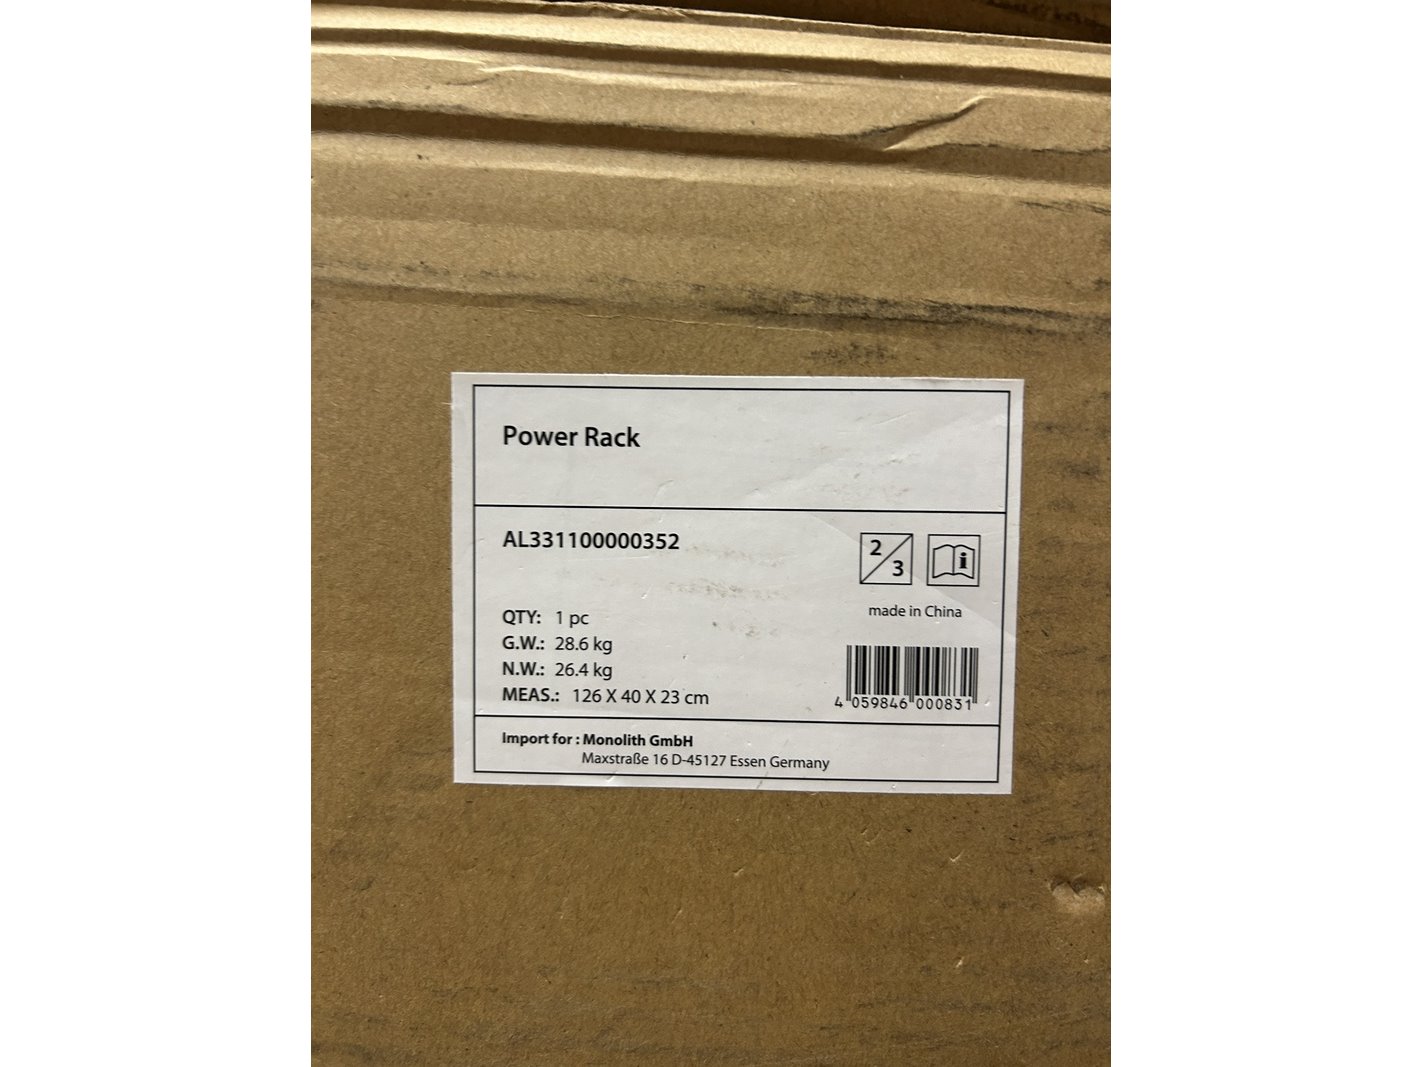 Power Rack
AL331100000352
2/3
i
made in China
QTY: 1 pc
G.W.: 28.6 kg
N.W.: 26.4 kg
MEAS.: 126 X 40 X 23 cm
4 059846 000831
Import for : Monolith GmbH
Maxstraße 16 D-45127 Essen Germany